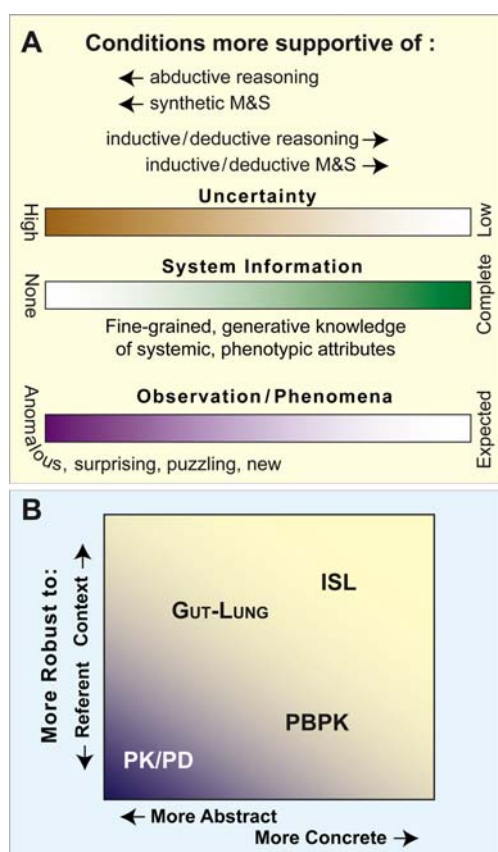 A Conditions more supportive of :
← abductive reasoning
← synthetic M&S
inductive/deductive reasoning →
inductive/deductive M&S →
Uncertainty
High
Low
System Information
None
Complete
Fine-grained, generative knowledge
of systemic, phenotypic attributes
Observation/Phenomena
Anomalous, surprising, puzzling, new
Expected
B
More Robust to:
← Referent Context →
ISL
GUT-LUNG
PBPK
PK/PD
← More Abstract
More Concrete →